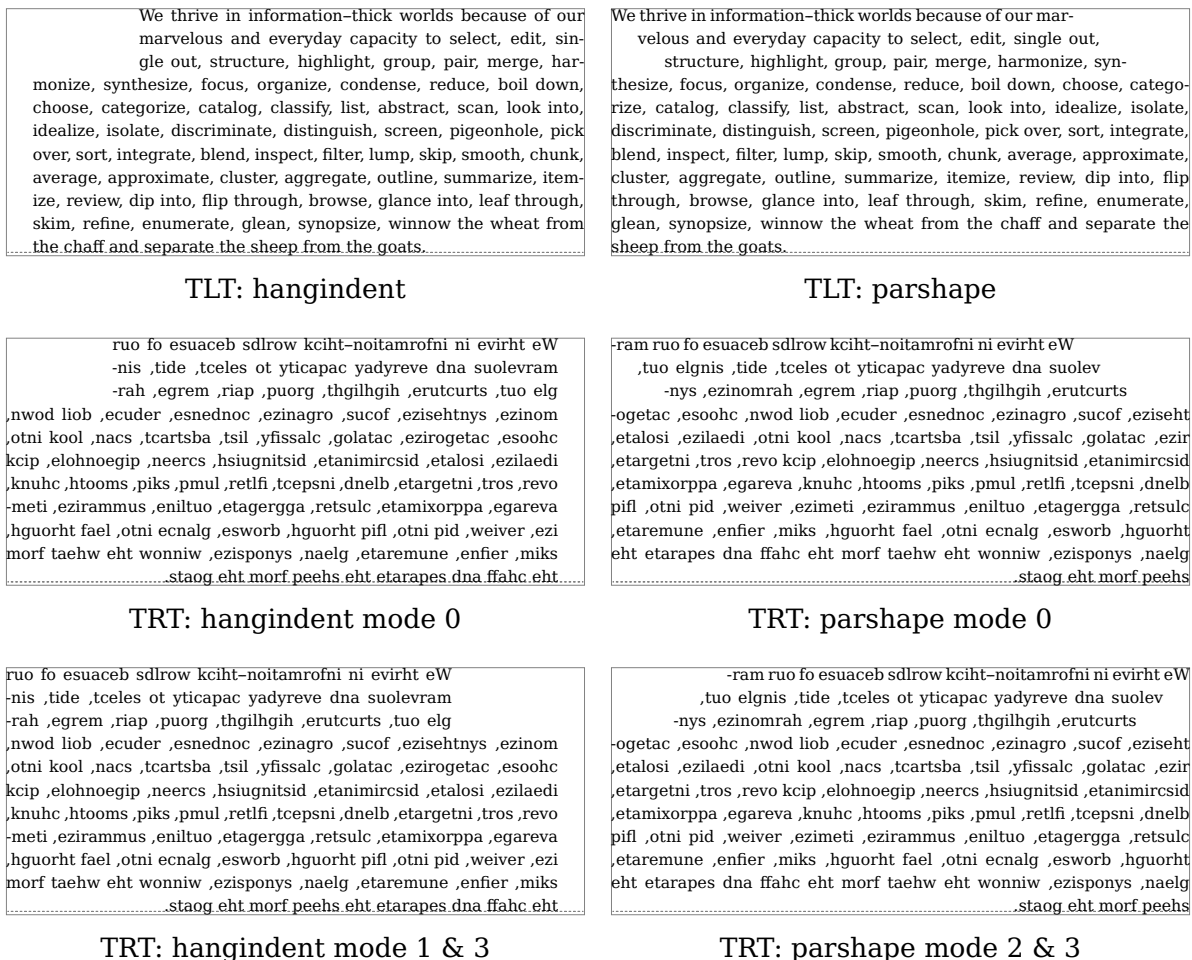 We thrive in information–thick worlds because of our
marvelous and everyday capacity to select, edit, sin-
gle out, structure, highlight, group, pair, merge, har-
monize, synthesize, focus, organize, condense, reduce, boil down,
choose, categorize, catalog, classify, list, abstract, scan, look into,
idealize, isolate, discriminate, distinguish, screen, pigeonhole, pick
over, sort, integrate, blend, inspect, filter, lump, skip, smooth, chunk,
average, approximate, cluster, aggregate, outline, summarize, item-
ize, review, dip into, flip through, browse, glance into, leaf through,
skim, refine, enumerate, glean, synopsize, winnow the wheat from
the chaff and separate the sheep from the goats.
TLT: hangindent
We thrive in information–thick worlds because of our mar-
velous and everyday capacity to select, edit, single out,
structure, highlight, group, pair, merge, harmonize, syn-
thesize, focus, organize, condense, reduce, boil down, choose, catego-
rize, catalog, classify, list, abstract, scan, look into, idealize, isolate,
discriminate, distinguish, screen, pigeonhole, pick over, sort, integrate,
blend, inspect, filter, lump, skip, smooth, chunk, average, approximate,
cluster, aggregate, outline, summarize, itemize, review, dip into, flip
through, browse, glance into, leaf through, skim, refine, enumerate,
glean, synopsize, winnow the wheat from the chaff and separate the
sheep from the goats.
TLT: parshape
ruo fo esuaceb sdlrow kciht–noitamrofni ni evirht eW
-nis ,tide ,tceles ot yticapac yadyreve dna suolevram
-rah ,egrem ,riap ,puorg ,thgilhgih ,erutcurts ,tuo elg
,nwod liob ,ecuder ,esnednoc ,ezinagro ,sucof ,ezisehtnys ,ezinom
,otni kool ,nacs ,tcartsba ,tsil ,yfissalc ,golatac ,ezirogetac ,esoohc
kcip ,elohnoegip ,neercs ,hsiugnitsid ,etanimircsid ,etalosi ,ezilaedi
,knuhc ,htooms ,piks ,pmul ,retlfi ,tcepsni ,dnelb ,etargetni ,tros ,revo
-meti ,ezirammus ,eniltuo ,etagergga ,retsulc ,etamixorppa ,egareva
,hguorht fael ,otni ecnalg ,esworb ,hguorht pifl ,otni pid ,weiver ,ezi
morf taehw eht wonniw ,ezisponys ,naelg ,etaremune ,enfier ,miks
.staog eht morf peehs eht etarapes dna ffahc eht
TRT: hangindent mode 0
-ram ruo fo esuaceb sdlrow kciht–noitamrofni ni evirht eW
,tuo elgnis ,tide ,tceles ot yticapac yadyreve dna suolev
-nys ,ezinomrah ,egrem ,riap ,puorg ,thgilhgih ,erutcurts
-ogetac ,esoohc ,nwod liob ,ecuder ,esnednoc ,ezinagro ,sucof ,eziseht
,etalosi ,ezilaedi ,otni kool ,nacs ,tcartsba ,tsil ,yfissalc ,golatac ,ezir
,etargetni ,tros ,revo kcip ,elohnoegip ,neercs ,hsiugnitsid ,etanimircsid
,etamixorppa ,egareva ,knuhc ,htooms ,piks ,pmul ,retlfi ,tcepsni ,dnelb
pifl ,otni pid ,weiver ,ezimeti ,ezirammus ,eniltuo ,etagergga ,retsulc
,etaremune ,enfier ,miks ,hguorht fael ,otni ecnalg ,esworb ,hguorht
eht etarapes dna ffahc eht morf taehw eht wonniw ,ezisponys ,naelg
.staog eht morf peehs
TRT: parshape mode 0
ruo fo esuaceb sdlrow kciht–noitamrofni ni evirht eW
-nis ,tide ,tceles ot yticapac yadyreve dna suolevram
-rah ,egrem ,riap ,puorg ,thgilhgih ,erutcurts ,tuo elg
,nwod liob ,ecuder ,esnednoc ,ezinagro ,sucof ,ezisehtnys ,ezinom
,otni kool ,nacs ,tcartsba ,tsil ,yfissalc ,golatac ,ezirogetac ,esoohc
kcip ,elohnoegip ,neercs ,hsiugnitsid ,etanimircsid ,etalosi ,ezilaedi
,knuhc ,htooms ,piks ,pmul ,retlfi ,tcepsni ,dnelb ,etargetni ,tros ,revo
-meti ,ezirammus ,eniltuo ,etagergga ,retsulc ,etamixorppa ,egareva
,hguorht fael ,otni ecnalg ,esworb ,hguorht pifl ,otni pid ,weiver ,ezi
morf taehw eht wonniw ,ezisponys ,naelg ,etaremune ,enfier ,miks
.staog eht morf peehs eht etarapes dna ffahc eht
TRT: hangindent mode 1 & 3
-ram ruo fo esuaceb sdlrow kciht–noitamrofni ni evirht eW
,tuo elgnis ,tide ,tceles ot yticapac yadyreve dna suolev
-nys ,ezinomrah ,egrem ,riap ,puorg ,thgilhgih ,erutcurts
-ogetac ,esoohc ,nwod liob ,ecuder ,esnednoc ,ezinagro ,sucof ,eziseht
,etalosi ,ezilaedi ,otni kool ,nacs ,tcartsba ,tsil ,yfissalc ,golatac ,ezir
,etargetni ,tros ,revo kcip ,elohnoegip ,neercs ,hsiugnitsid ,etanimircsid
,etamixorppa ,egareva ,knuhc ,htooms ,piks ,pmul ,retlfi ,tcepsni ,dnelb
pifl ,otni pid ,weiver ,ezimeti ,ezirammus ,eniltuo ,etagergga ,retsulc
,etaremune ,enfier ,miks ,hguorht fael ,otni ecnalg ,esworb ,hguorht
eht etarapes dna ffahc eht morf taehw eht wonniw ,ezisponys ,naelg
.staog eht morf peehs
TRT: parshape mode 2 & 3